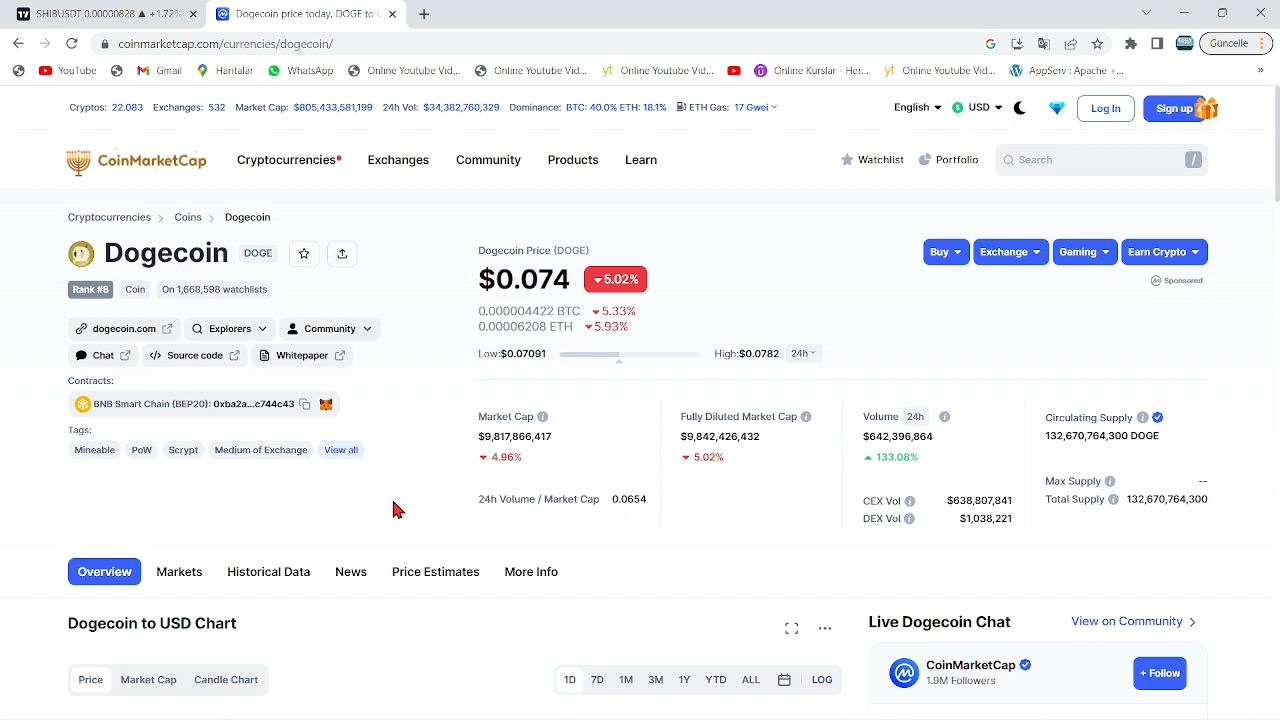 SHIBUSDT 0.00000828 ▲ +1.72%
Dogecoin price today, DOGE to U
coinmarketcap.com/currencies/dogecoin/
Güncelle
YouTube Gmail Haritalar WhatsApp Online Youtube Vid... Online Youtube Vid... Online Youtube Vid... Online Kurslar - Her... Online Youtube Vid... AppServ : Apache +... »
Cryptos: 22.083 Exchanges: 532 Market Cap: $805,433,581,199 24h Vol: $34,382,760,329 Dominance: BTC: 40.0% ETH: 18.1% ETH Gas: 17 Gwei
English USD Log In Sign up
CoinMarketCap Cryptocurrencies Exchanges Community Products Learn Watchlist Portfolio Search /
Cryptocurrencies > Coins > Dogecoin
Dogecoin DOGE
Rank #8 Coin On 1,668,598 watchlists
dogecoin.com Explorers Community
Chat Source code Whitepaper
Contracts:
BNB Smart Chain (BEP20): 0xba2a...c744c43
Tags:
Mineable PoW Scrypt Medium of Exchange View all
Dogecoin Price (DOGE)
$0.074 5.02%
0.000004422 BTC 5.33%
0.00006208 ETH 5.93%
Low:$0.07091 High:$0.0782 24h
Buy Exchange Gaming Earn Crypto
Sponsored
Market Cap
$9,817,866,417
4.96%
24h Volume / Market Cap 0.0654
Fully Diluted Market Cap
$9,842,426,432
5.02%
Volume 24h
$642,396,864
133.08%
CEX Vol $638,807,841
DEX Vol $1,038,221
Circulating Supply
132,670,764,300 DOGE
Max Supply --
Total Supply 132,670,764,300
Overview Markets Historical Data News Price Estimates More Info
Dogecoin to USD Chart
Price Market Cap Candle Chart
1D 7D 1M 3M 1Y YTD ALL LOG
Live Dogecoin Chat View on Community >
CoinMarketCap
1.9M Followers
+ Follow